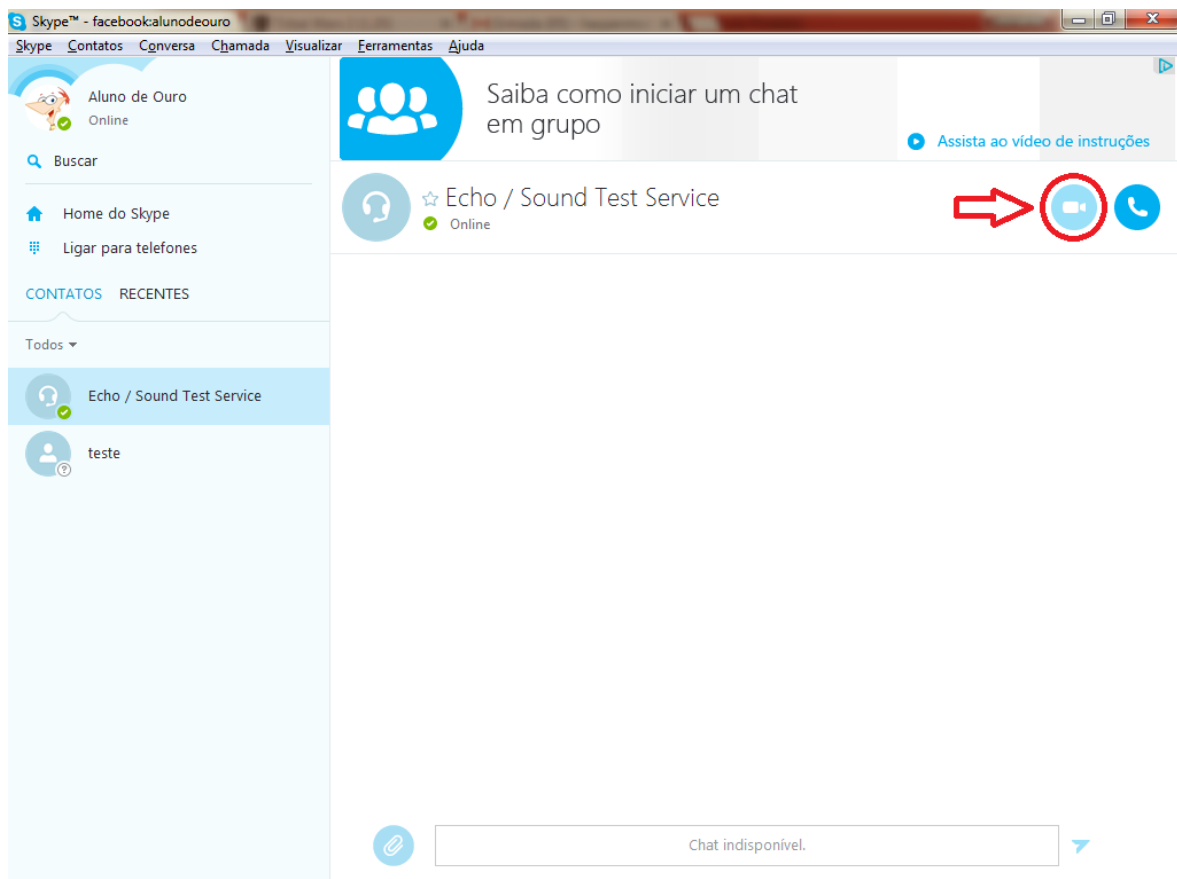 Skype™ - facebook:alunodeouro
Skype Contatos Conversa Chamada Visualizar Ferramentas Ajuda
Aluno de Ouro
Online
Buscar
Home do Skype
Ligar para telefones
CONTATOS RECENTES
Todos
Echo / Sound Test Service
teste
Saiba como iniciar um chat
em grupo
Assista ao vídeo de instruções
Echo / Sound Test Service
Online
Chat indisponível.